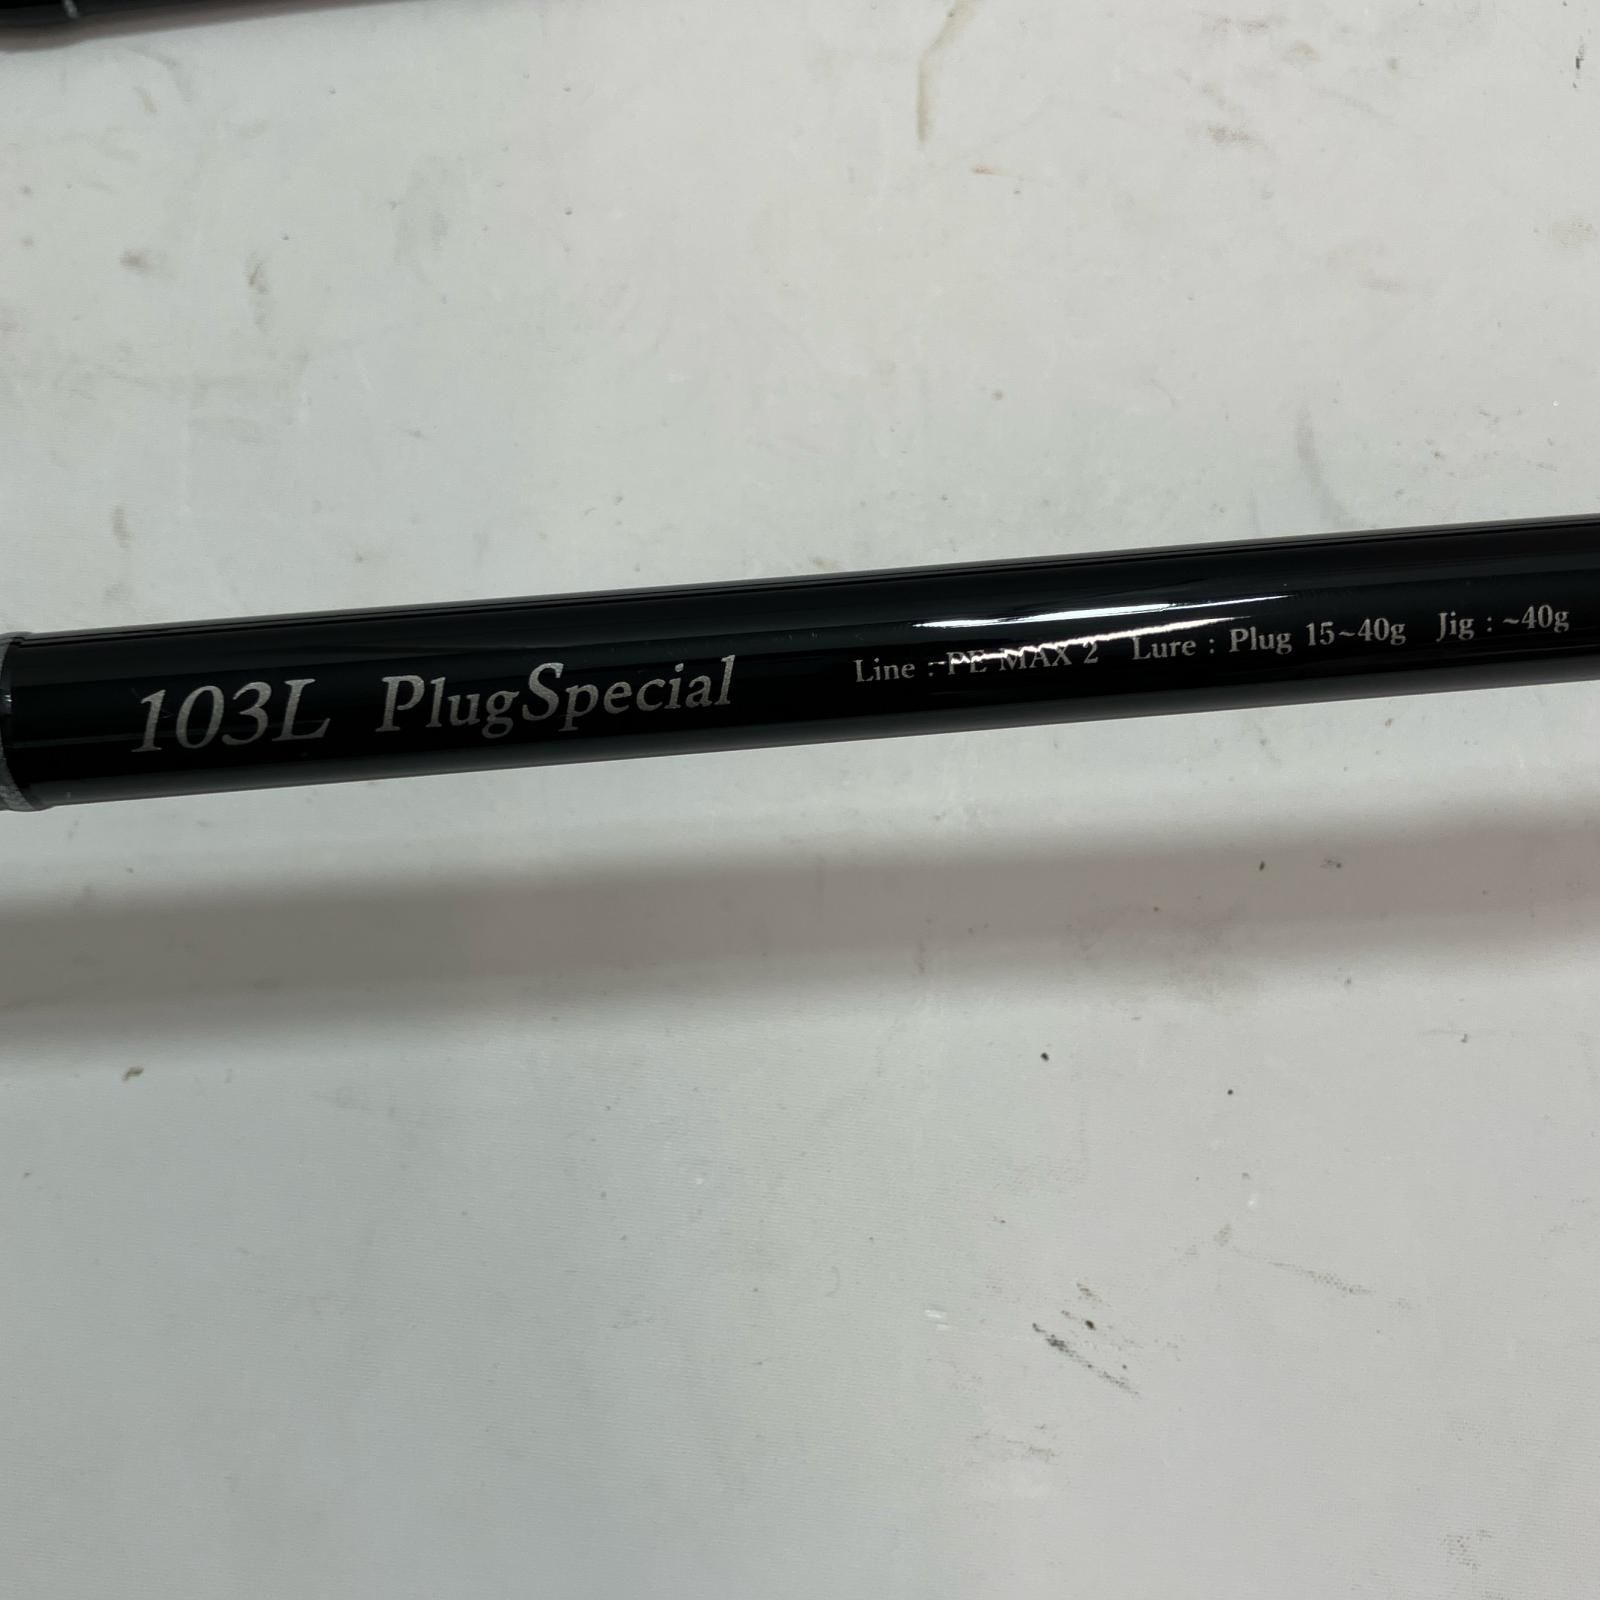 103L PlugSpecial Line : PE MAX 2 Lure : Plug 15~40g Jig : ~40g